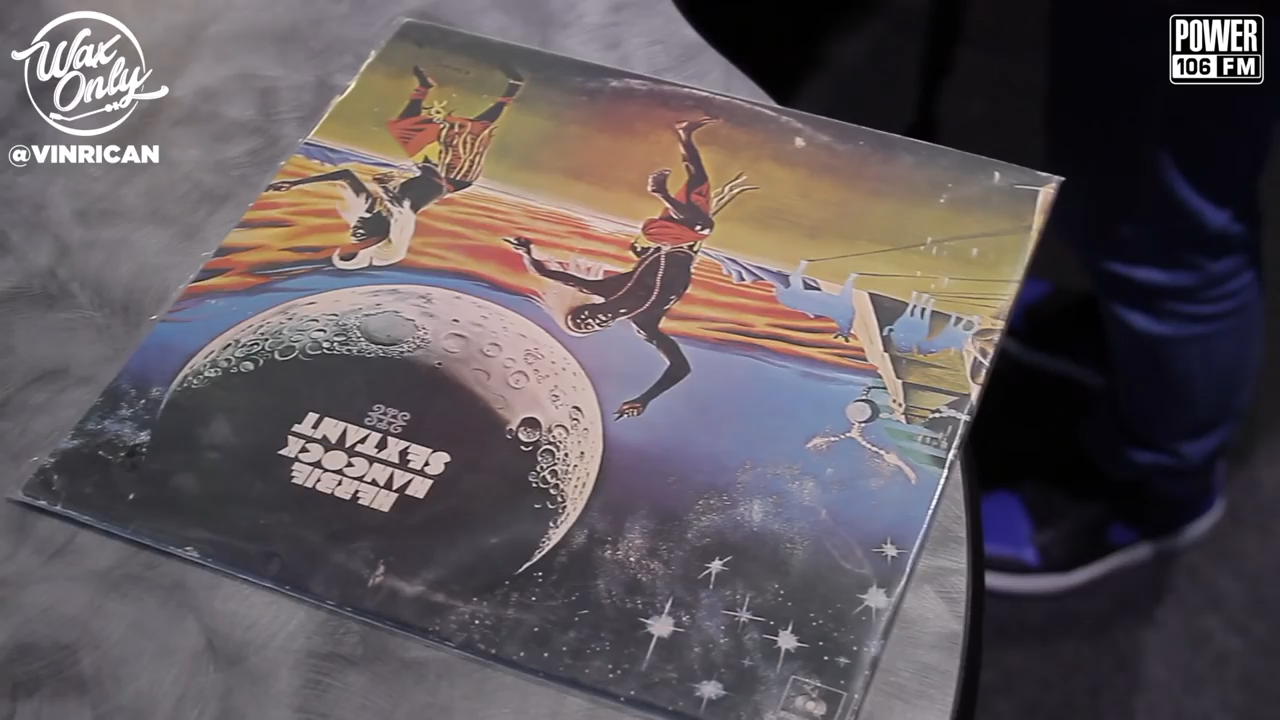 Wax
Only
@VINRICAN
POWER
106 FM
HERBIE
HANCOCK
SEXTANT